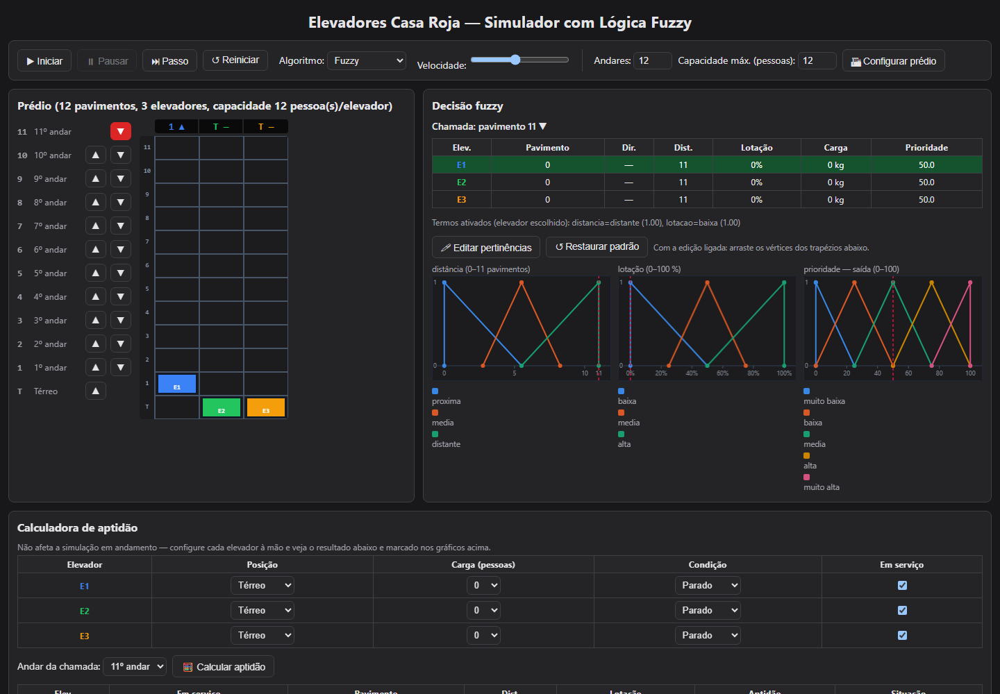 Elevadores Casa Roja — Simulador com Lógica Fuzzy
▶ Iniciar ⏸ Pausar ⏭ Passo ↺ Reiniciar Algoritmo: Fuzzy Velocidade: Andares: 12 Capacidade máx. (pessoas): 12 Configurar prédio
Prédio (12 pavimentos, 3 elevadores, capacidade 12 pessoa(s)/elevador)
11 11º andar ▼
10 10º andar ▲ ▼
9 9º andar ▲ ▼
8 8º andar ▲ ▼
7 7º andar ▲ ▼
6 6º andar ▲ ▼
5 5º andar ▲ ▼
4 4º andar ▲ ▼
3 3º andar ▲ ▼
2 2º andar ▲ ▼
1 1º andar ▲ ▼
T Térreo ▲
1 ▲ T — T —
11
10
9
8
7
6
5
4
3
2
1 E1
T E2 E3
Decisão fuzzy
Chamada: pavimento 11 ▼
Elev. Pavimento Dir. Dist. Lotação Carga Prioridade
E1 0 — 11 0% 0 kg 50.0
E2 0 — 11 0% 0 kg 50.0
E3 0 — 11 0% 0 kg 50.0
Termos ativados (elevador escolhido): distancia=distante (1.00), lotacao=baixa (1.00)
Editar pertinências ↺ Restaurar padrão Com a edição ligada: arraste os vértices dos trapézios abaixo.
distância (0–11 pavimentos)
1
0
0 5 10 11
proxima
media
distante
lotação (0–100 %)
1
0
0% 20% 40% 60% 80% 100%
baixa
media
alta
prioridade — saída (0–100)
1
0
0 20 40 60 80 100
muito baixa
baixa
media
alta
muito alta
Calculadora de aptidão
Não afeta a simulação em andamento — configure cada elevador à mão e veja o resultado abaixo e marcado nos gráficos acima.
Elevador Posição Carga (pessoas) Condição Em serviço
E1 Térreo 0 Parado
E2 Térreo 0 Parado
E3 Térreo 0 Parado
Andar da chamada: 11º andar Calcular aptidão
Elev. Em serviço Pavimento Dist. Lotação Aptidão Situação